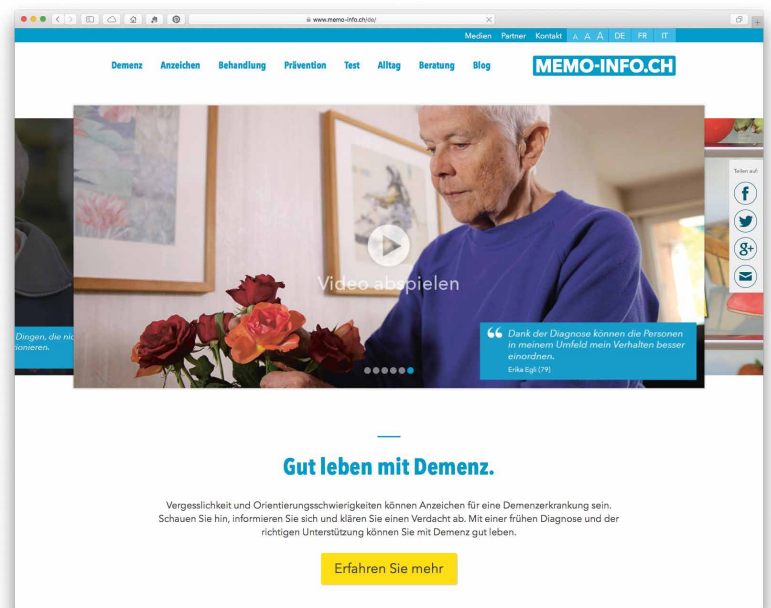 www.memo-info.ch/de/
Medien Partner Kontakt A A A DE FR IT
Demenz Anzeichen Behandlung Prävention Test Alltag Beratung Blog
MEMO-INFO.CH
Teilen auf:
Video abspielen
Dingen, die nic
ionieren.
Dank der Diagnose können die Personen
in meinem Umfeld mein Verhalten besser
einordnen.
Erika Egli (79)
Gut leben mit Demenz.
Vergesslichkeit und Orientierungsschwierigkeiten können Anzeichen für eine Demenzerkrankung sein.
Schauen Sie hin, informieren Sie sich und klären Sie einen Verdacht ab. Mit einer frühen Diagnose und der
richtigen Unterstützung können Sie mit Demenz gut leben.
Erfahren Sie mehr